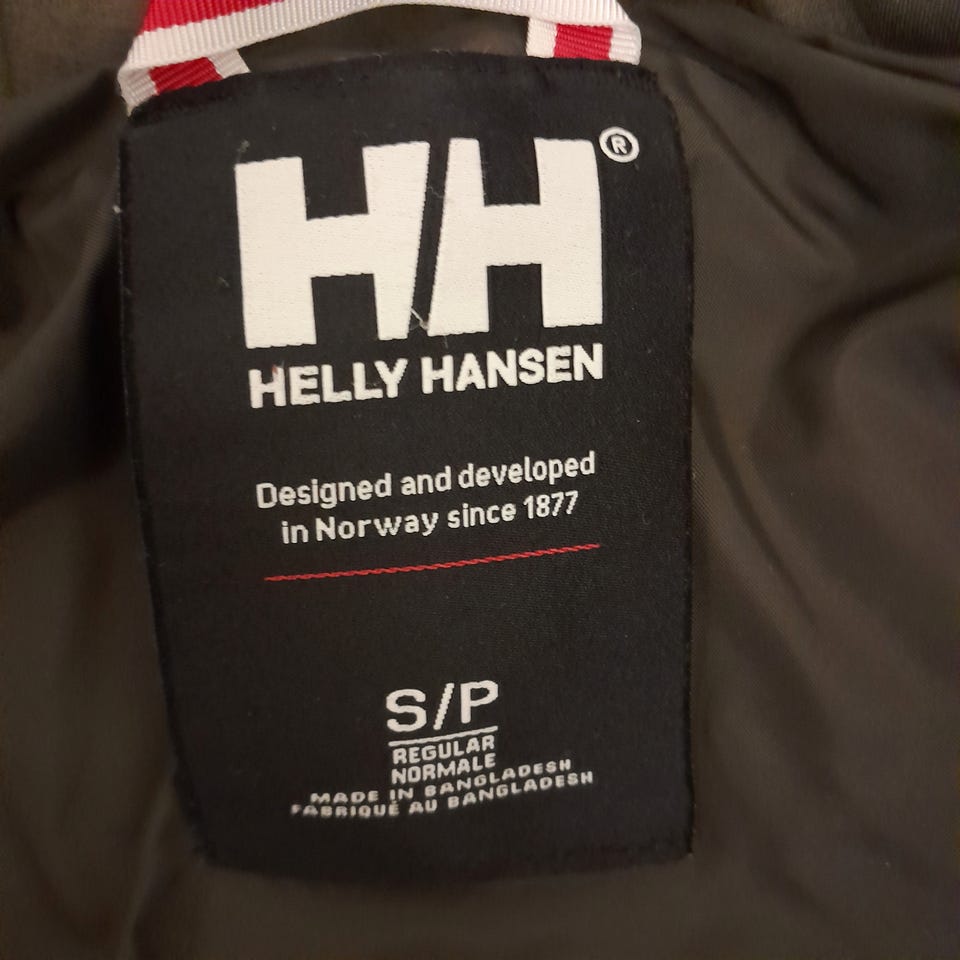 HH®
HELLY HANSEN
Designed and developed
in Norway since 1877
S/P
REGULAR
NORMALE
MADE IN BANGLADESH
FABRIQUÉ AU BANGLADESH